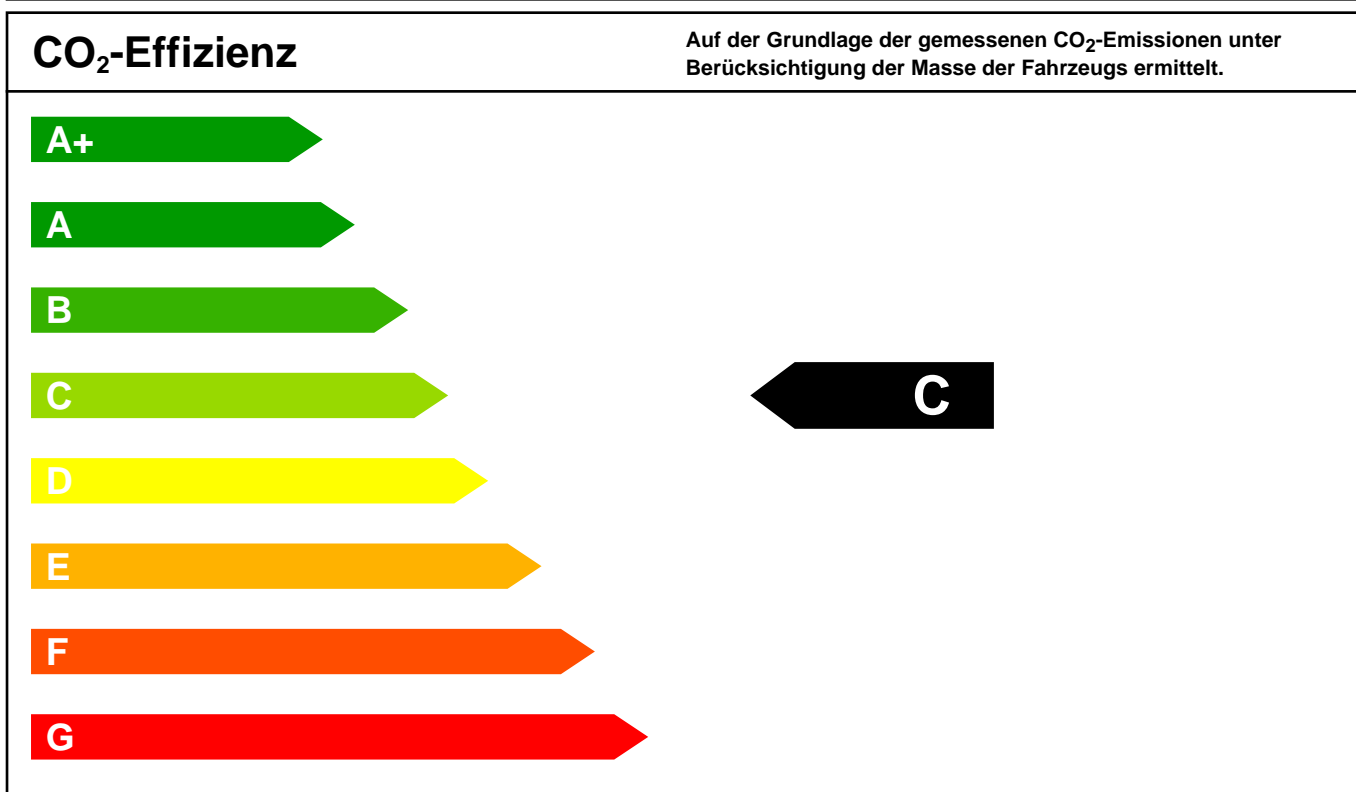 CO₂-Effizienz
Auf der Grundlage der gemessenen CO₂-Emissionen unter
Berücksichtigung der Masse der Fahrzeugs ermittelt.
A+
A
B
C
C
D
E
F
G